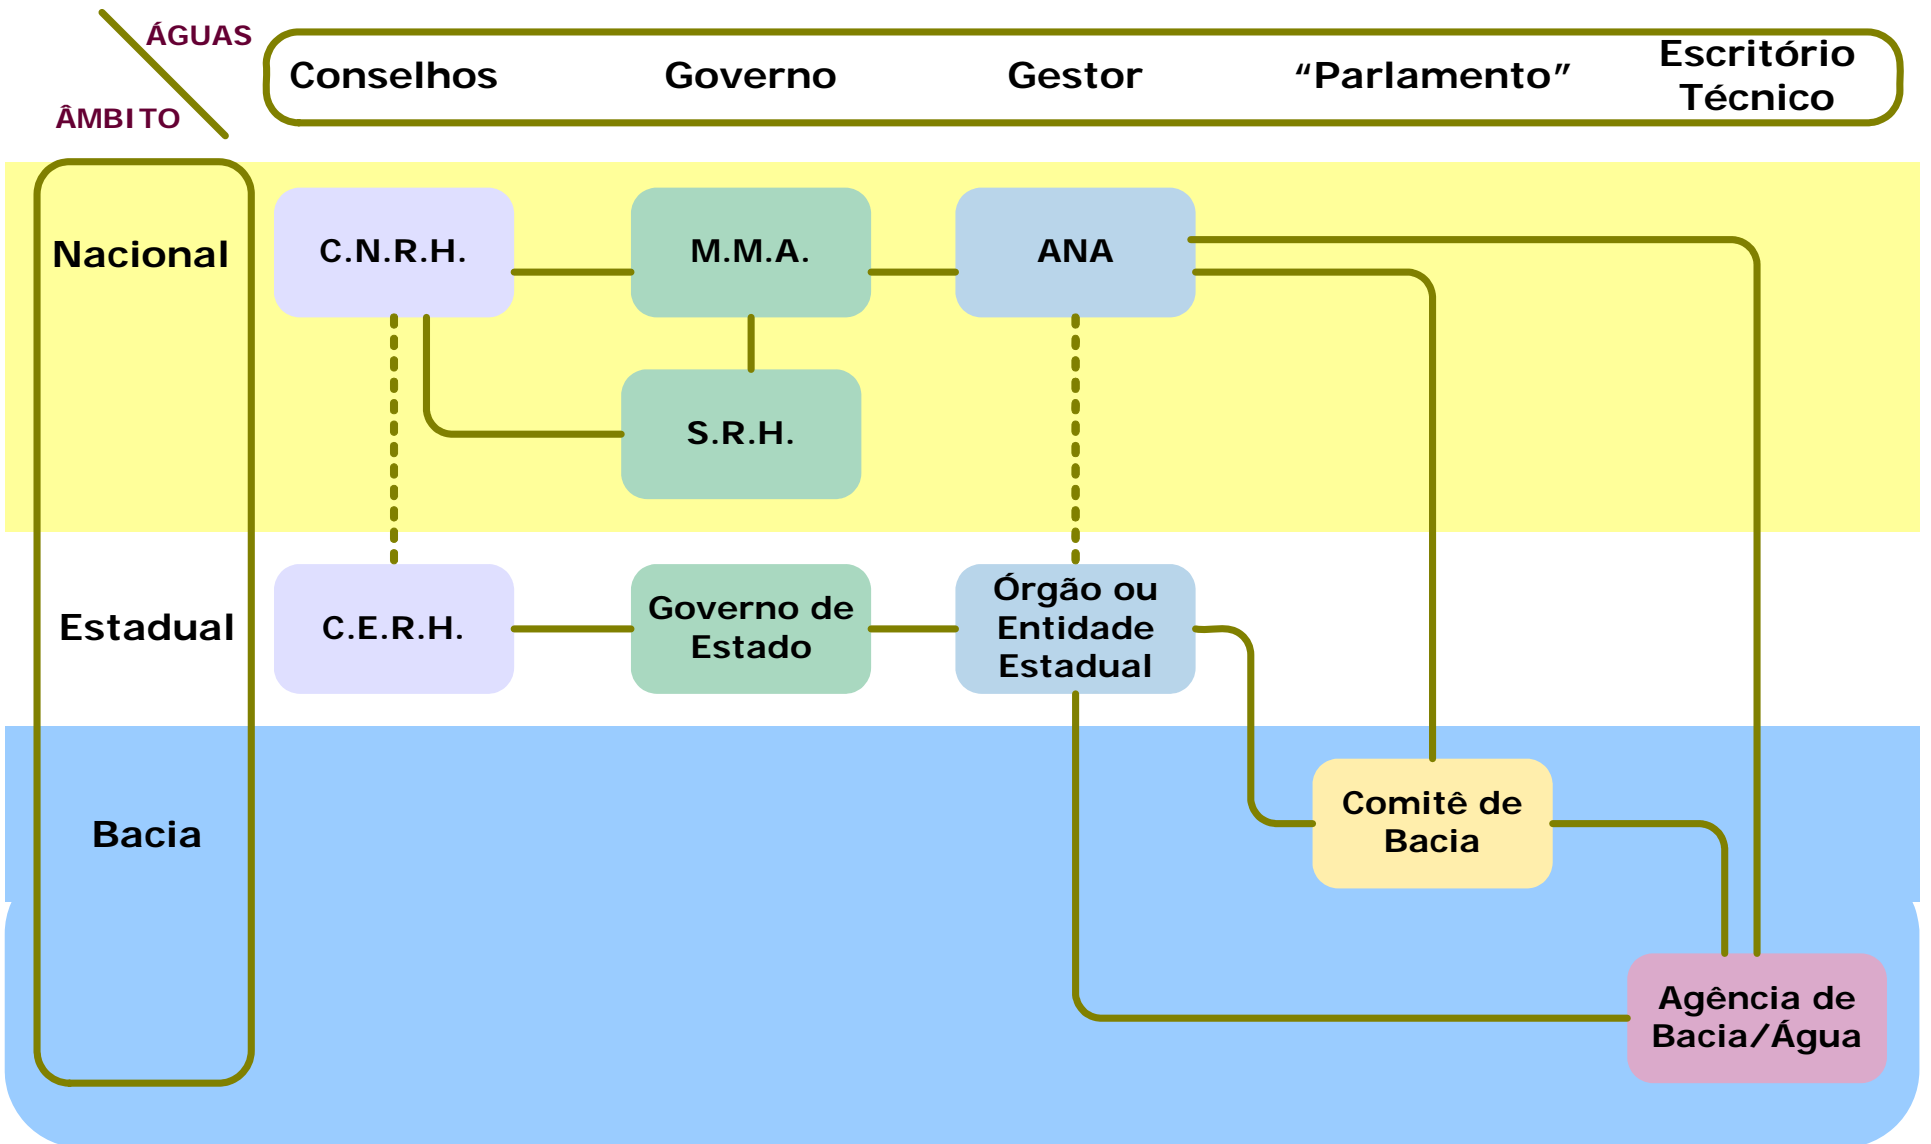 ÁGUAS
ÂMBITO
Conselhos
Governo
Gestor
“Parlamento”
Escritório
Técnico
Nacional
C.N.R.H.
M.M.A.
ANA
S.R.H.
Estadual
C.E.R.H.
Governo de
Estado
Órgão ou
Entidade
Estadual
Bacia
Comitê de
Bacia
Agência de
Bacia/Água